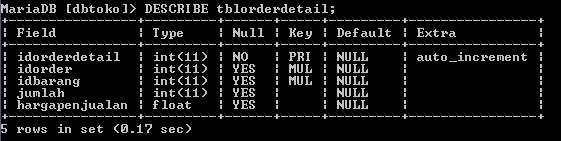 MariaDB [dbtoko]> DESCRIBE tblorderdetail;
+---------------+---------+------+-----+---------+----------------+
| Field         | Type    | Null | Key | Default | Extra          |
+---------------+---------+------+-----+---------+----------------+
| idorderdetail | int(11) | NO   | PRI | NULL    | auto_increment |
| idorder       | int(11) | YES  | MUL | NULL    |                |
| idbarang      | int(11) | YES  | MUL | NULL    |                |
| jumlah        | int(11) | YES  |     | NULL    |                |
| hargapenjualan | float   | YES  |     | NULL    |                |
+---------------+---------+------+-----+---------+----------------+
5 rows in set (0.17 sec)